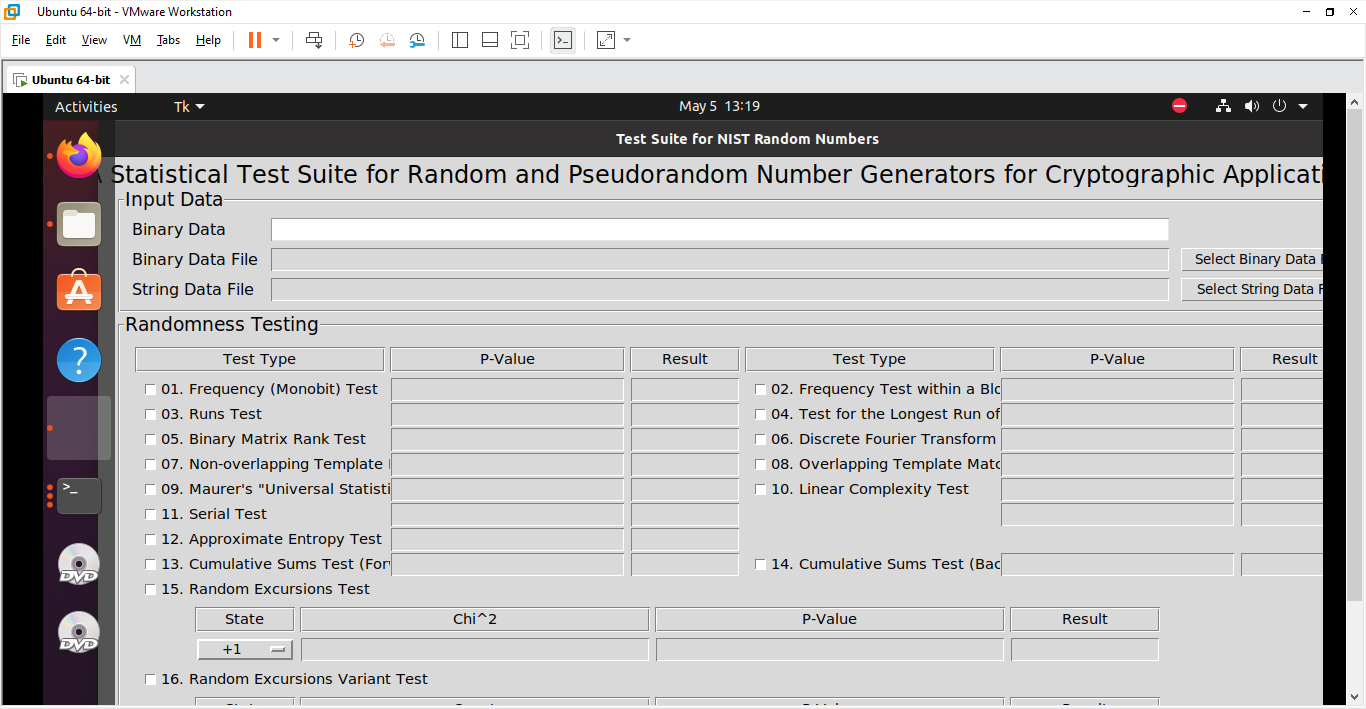 Ubuntu 64-bit - VMware Workstation
File Edit View VM Tabs Help
Ubuntu 64-bit
Activities Tk May 5 13:19
Test Suite for NIST Random Numbers
Statistical Test Suite for Random and Pseudorandom Number Generators for Cryptographic Applicati
Input Data
Binary Data
Binary Data File Select Binary Data F
String Data File Select String Data F
Randomness Testing
Test Type P-Value Result Test Type P-Value Result
01. Frequency (Monobit) Test 02. Frequency Test within a Blo
03. Runs Test 04. Test for the Longest Run of
05. Binary Matrix Rank Test 06. Discrete Fourier Transform
07. Non-overlapping Template 08. Overlapping Template Matc
09. Maurer's "Universal Statisti 10. Linear Complexity Test
11. Serial Test
12. Approximate Entropy Test
13. Cumulative Sums Test (For 14. Cumulative Sums Test (Bac
15. Random Excursions Test
State Chi^2 P-Value Result
+1
16. Random Excursions Variant Test
DVD
DVD